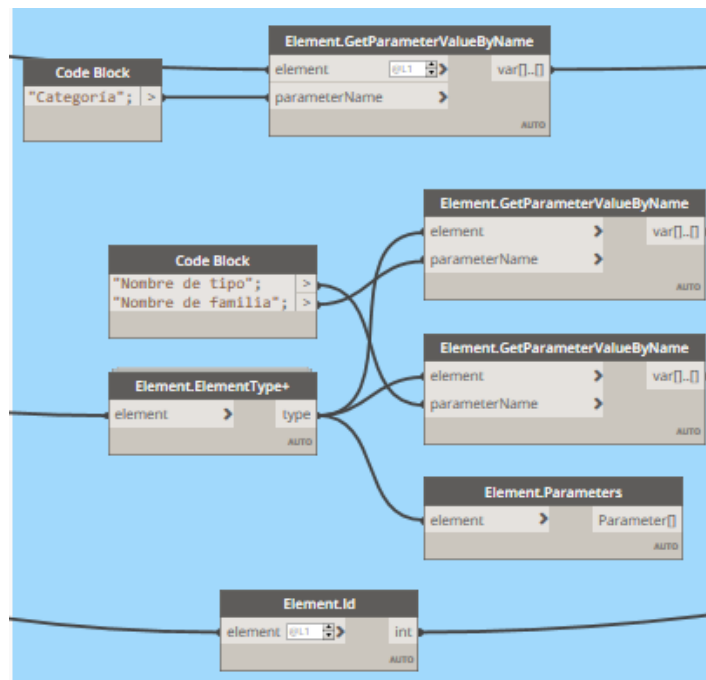 Element.GetParameterValueByName
element @L1 > var[]..[]
parameterName >
AUTO
Code Block
"Categoría"; >
Element.GetParameterValueByName
element > var[]..[]
parameterName >
AUTO
Code Block
"Nombre de tipo"; >
"Nombre de familia"; >
Element.GetParameterValueByName
element > var[]..[]
parameterName >
AUTO
Element.ElementType+
element > type
AUTO
Element.Parameters
element > Parameter[]
AUTO
Element.Id
element @L1 > int
AUTO